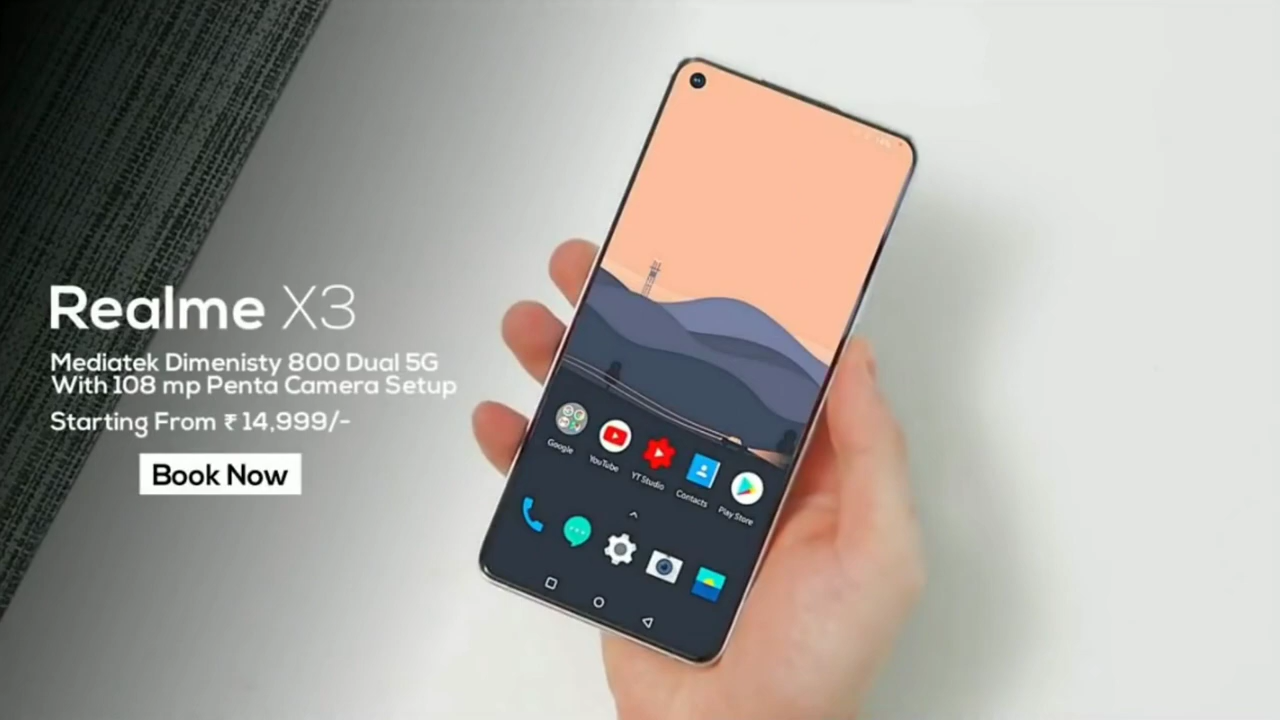 Realme X3
Mediatek Dimenisty 800 Dual 5G
With 108 mp Penta Camera Setup
Starting From ₹ 14,999/-
Book Now
Google
YouTube
YT Studio
Contacts
Play Store